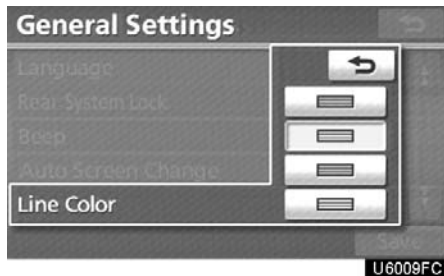 General Settings
Language
Rear System Lock
Beep
Auto Screen Change
Line Color
Save
U6009FC